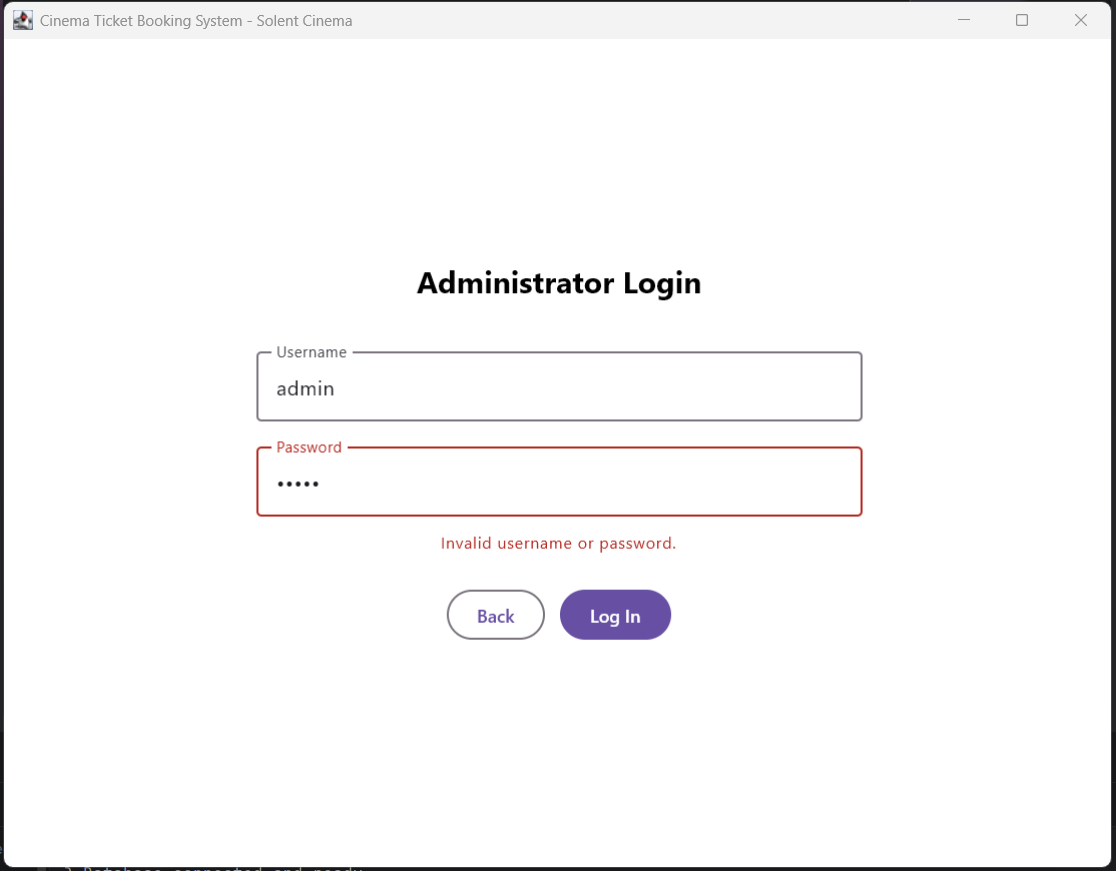 Cinema Ticket Booking System - Solent Cinema
Administrator Login
Username
admin
Password
•••••
Invalid username or password.
Back
Log In